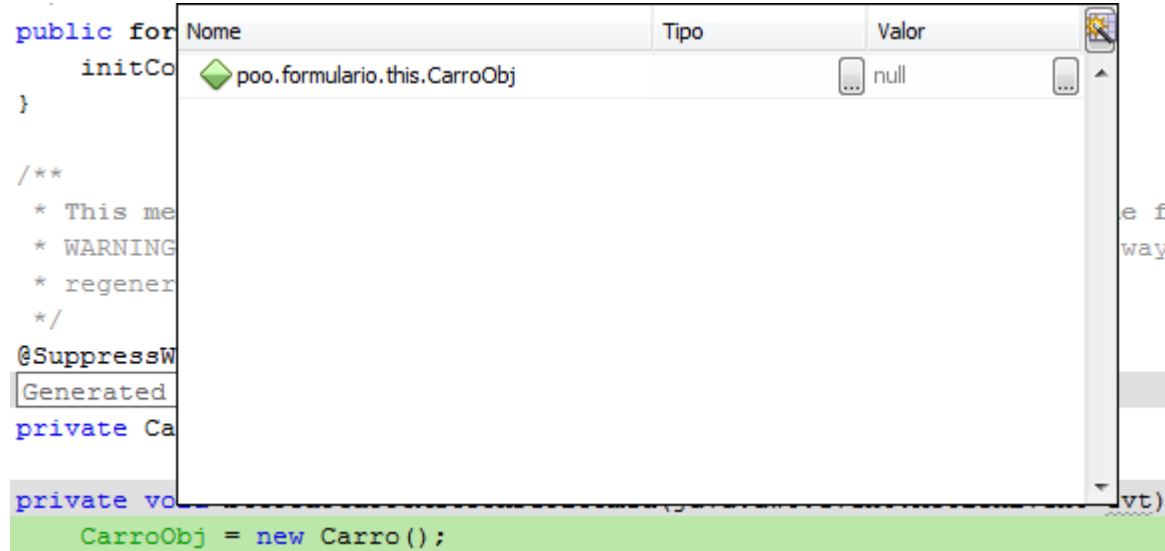 public for
Nome Tipo Valor
initCo
poo.formulario.this.CarroObj ... null ...
}
/**
* This me e f
* WARNING way
* regener
*/
@SuppressW
Generated
private Ca
private vo vt)
CarroObj = new Carro();